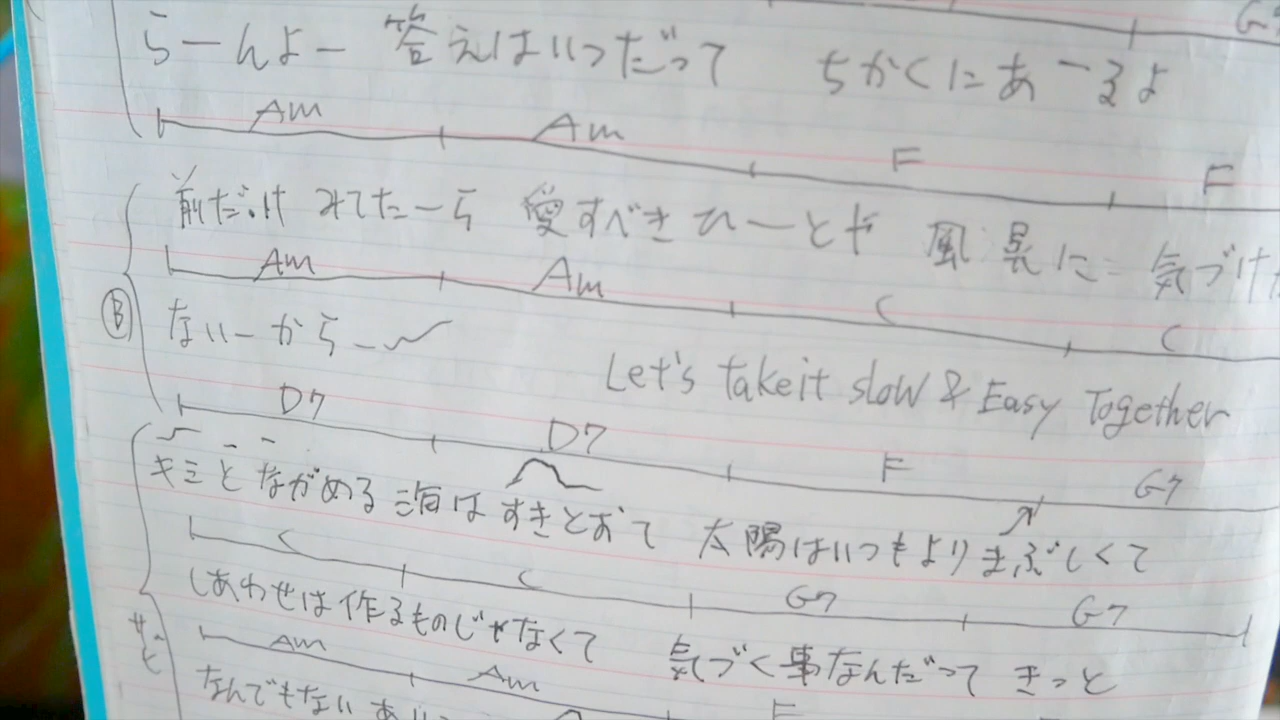 らーんよー 答えはいつだって ちかくにあーるよ
Am Am F F
前だけ みてたーら 愛すべきひーとや 風景に 気づけ
Am Am C C
Ⓑ ないーから
Let's take it slow & Easy Together
D7 D7 F G7
キミとながめる海はすきとおて 太陽はいつもよりまぶしくて
C C G7 G7
しあわせは作るものじゃなくて 気づく事なんだって きっと
Am Am F
なんでもない